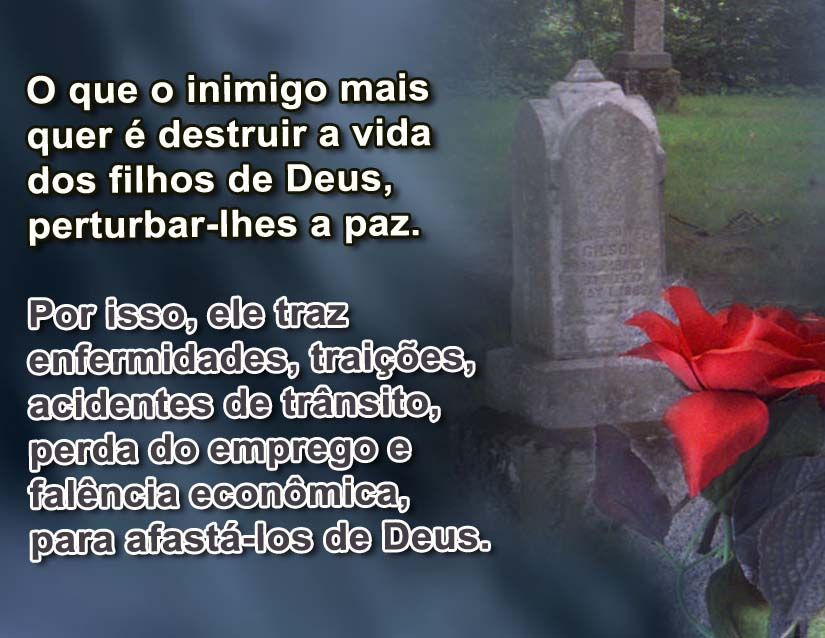 O que o inimigo mais
quer é destruir a vida
dos filhos de Deus,
perturbar-lhes a paz.
Por isso, ele traz
enfermidades, traições,
acidentes de trânsito,
perda do emprego e
falência econômica,
para afastá-los de Deus.